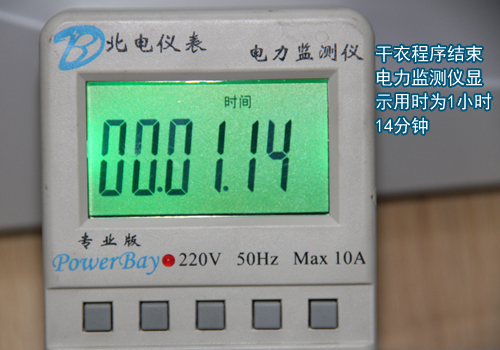 北电仪表
电力监测仪
时间
00.01.14
专业版
PowerBay 220V 50Hz Max 10A
干衣程序结束
电力监测仪显
示用时为1小时
14分钟